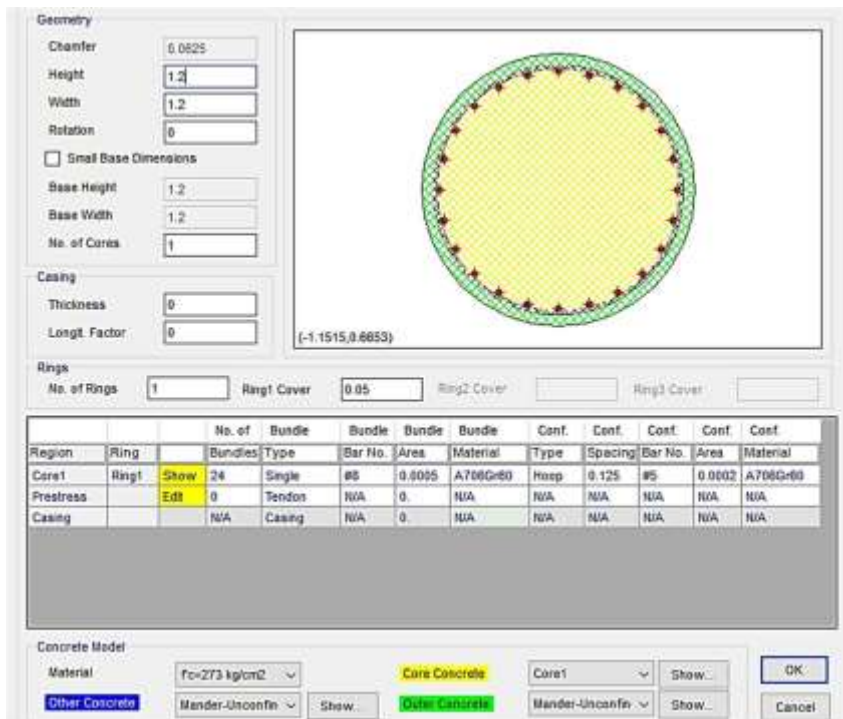 Geometry
Chamfer 0.0625
Height 1.2
Width 1.2
Rotation 0
Small Base Dimensions
Base Height 1.2
Base Width 1.2
No. of Cores 1
Casing
Thickness 0
Longit. Factor 0
(-1.1515,0.6653)
Rings
No. of Rings 1 Ring1 Cover 0.05 Ring2 Cover Ring3 Cover
No. of Bundle Bundle Bundle Bundle Conf. Conf. Conf. Conf. Conf.
Region Ring Bundles Type Bar No. Area Material Type Spacing Bar No. Area Material
Core1 Ring1 Show 24 Single #8 0.0005 A706Gr60 Hoop 0.125 #5 0.0002 A706Gr60
Prestress Edit 0 Tendon N/A 0. N/A N/A N/A N/A N/A N/A
Casing N/A Casing N/A 0. N/A N/A N/A N/A N/A N/A
Concrete Model
Material f'c=273 kg/cm2 Core Concrete Core1 Show... OK
Other Concrete Mander-Unconfin Show... Outer Concrete Mander-Unconfin Show... Cancel